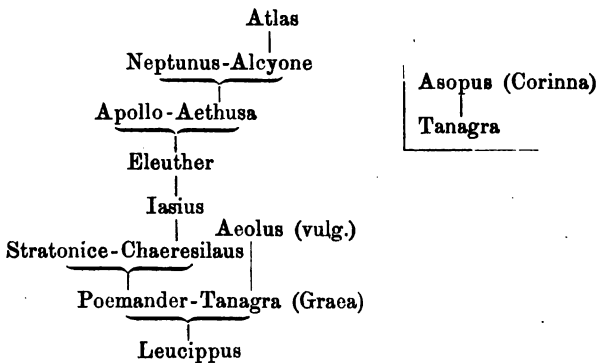 Atlas
Neptunus-Alcyone
Asopus (Corinna)
Apollo-Aethusa
Tanagra
Eleuther
Iasius
Aeolus (vulg.)
Stratonice-Chaeresilaus
Poemander-Tanagra (Graea)
Leucippus